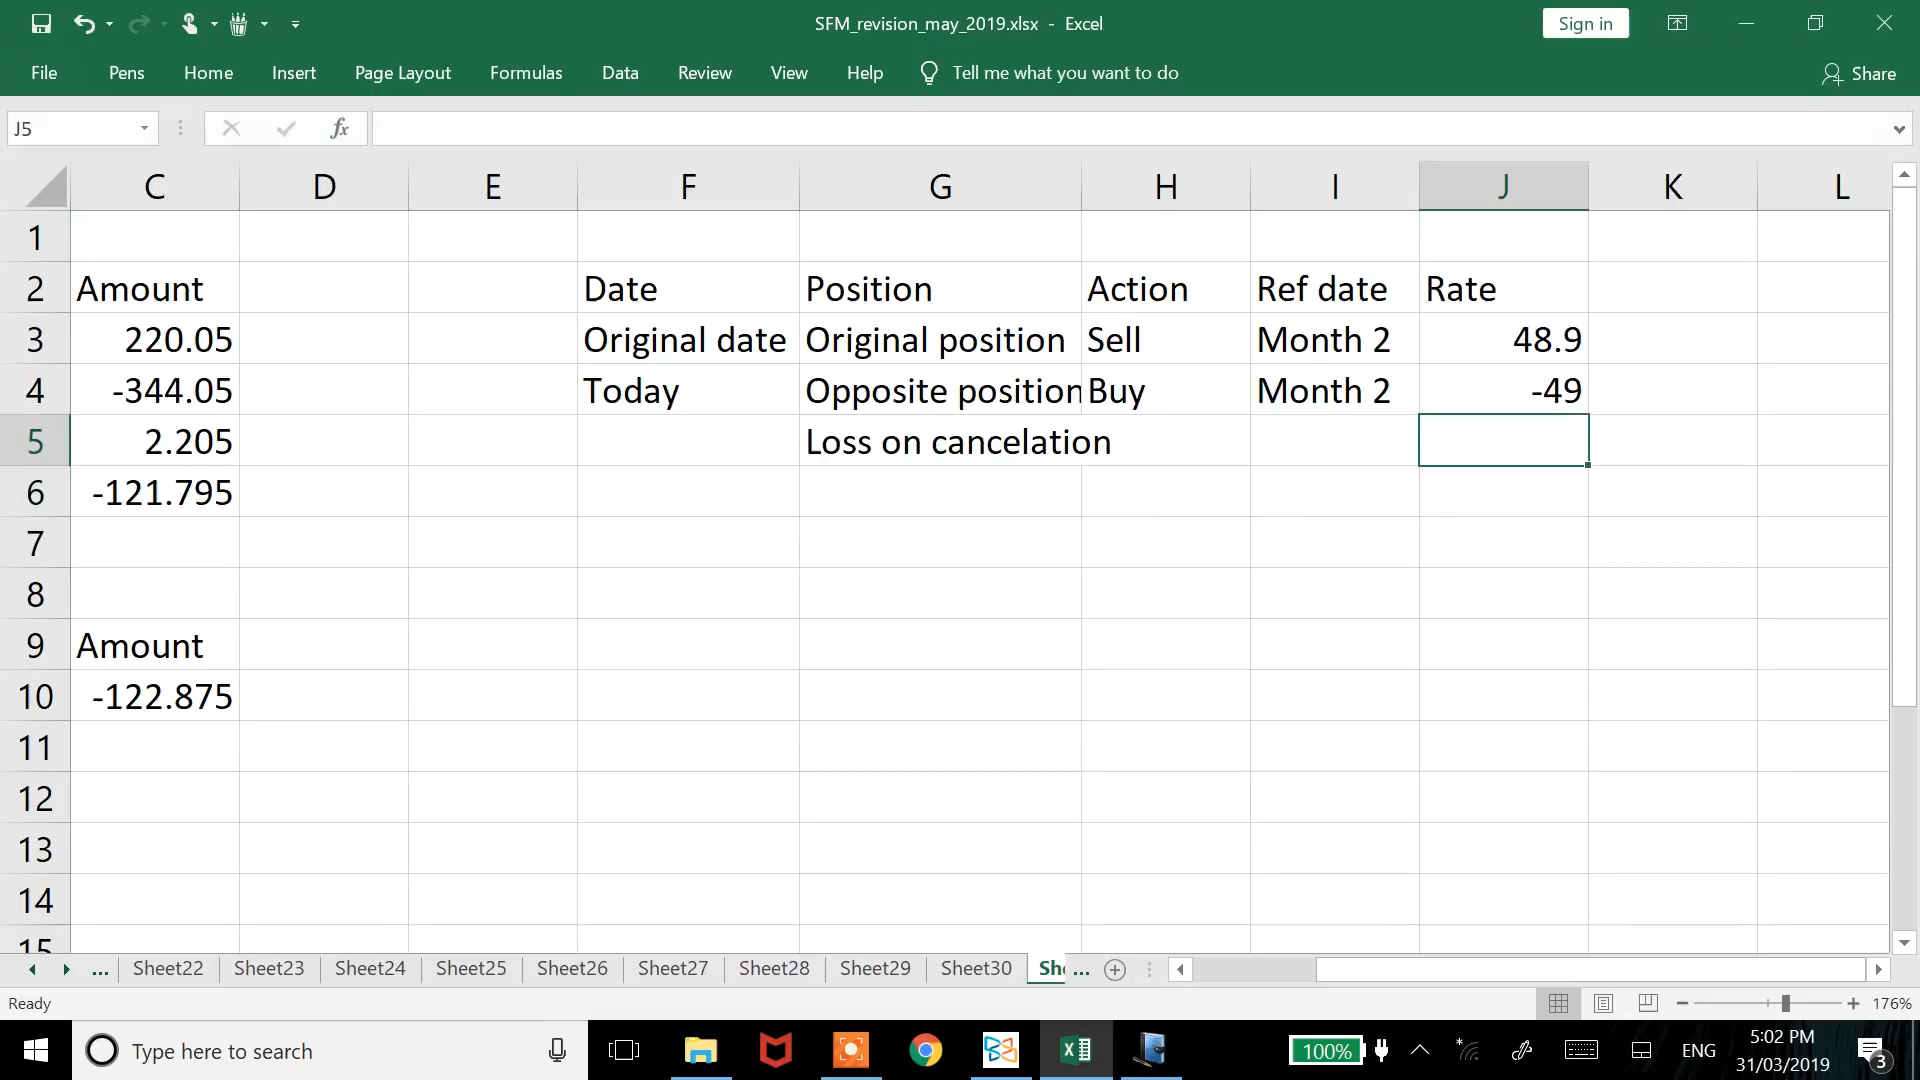 SFM_revision_may_2019.xlsx - Excel
Sign in
File Pens Home Insert Page Layout Formulas Data Review View Help Tell me what you want to do Share
J5 fx
C D E F G H I J K L
1
2 Amount Date Position Action Ref date Rate
3 220.05 Original date Original position Sell Month 2 48.9
4 -344.05 Today Opposite position Buy Month 2 -49
5 2.205 Loss on cancelation
6 -121.795
7
8
9 Amount
10 -122.875
11
12
13
14
15
... Sheet22 Sheet23 Sheet24 Sheet25 Sheet26 Sheet27 Sheet28 Sheet29 Sheet30 She ...
Ready 176%
Type here to search 100% ENG 5:02 PM
31/03/2019 3